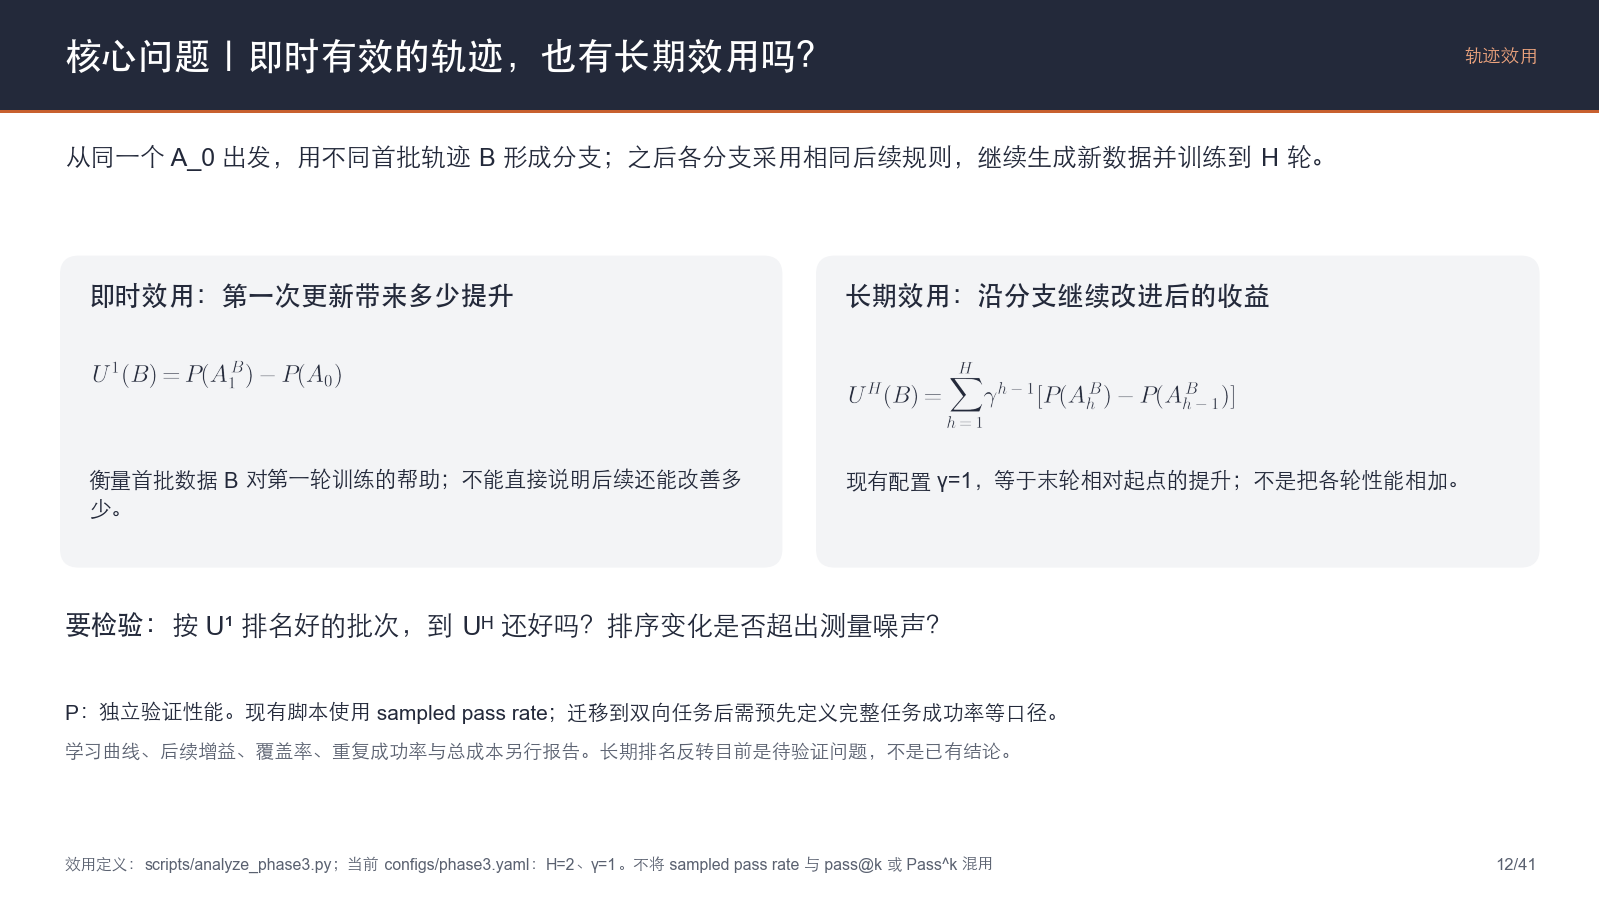 核心问题｜即时有效的轨迹，也有长期效用吗？
轨迹效用
从同一个 A_0 出发，用不同首批轨迹 B 形成分支；之后各分支采用相同后续规则，继续生成新数据并训练到 H 轮。
即时效用：第一次更新带来多少提升
U^1(B) = P(A_1^B) − P(A_0)
衡量首批数据 B 对第一轮训练的帮助；不能直接说明后续还能改善多
少。
长期效用：沿分支继续改进后的收益
U^H(B) = \sum_{h=1}^{H} γ^{h−1}[P(A_h^B) − P(A_{h−1}^B)]
现有配置 γ=1，等于末轮相对起点的提升；不是把各轮性能相加。
要检验：按 U¹ 排名好的批次，到 Uᴴ 还好吗？排序变化是否超出测量噪声？
P：独立验证性能。现有脚本使用 sampled pass rate；迁移到双向任务后需预先定义完整任务成功率等口径。
学习曲线、后续增益、覆盖率、重复成功率与总成本另行报告。长期排名反转目前是待验证问题，不是已有结论。
效用定义：scripts/analyze_phase3.py；当前 configs/phase3.yaml：H=2、γ=1。不将 sampled pass rate 与 pass@k 或 Pass^k 混用
12/41